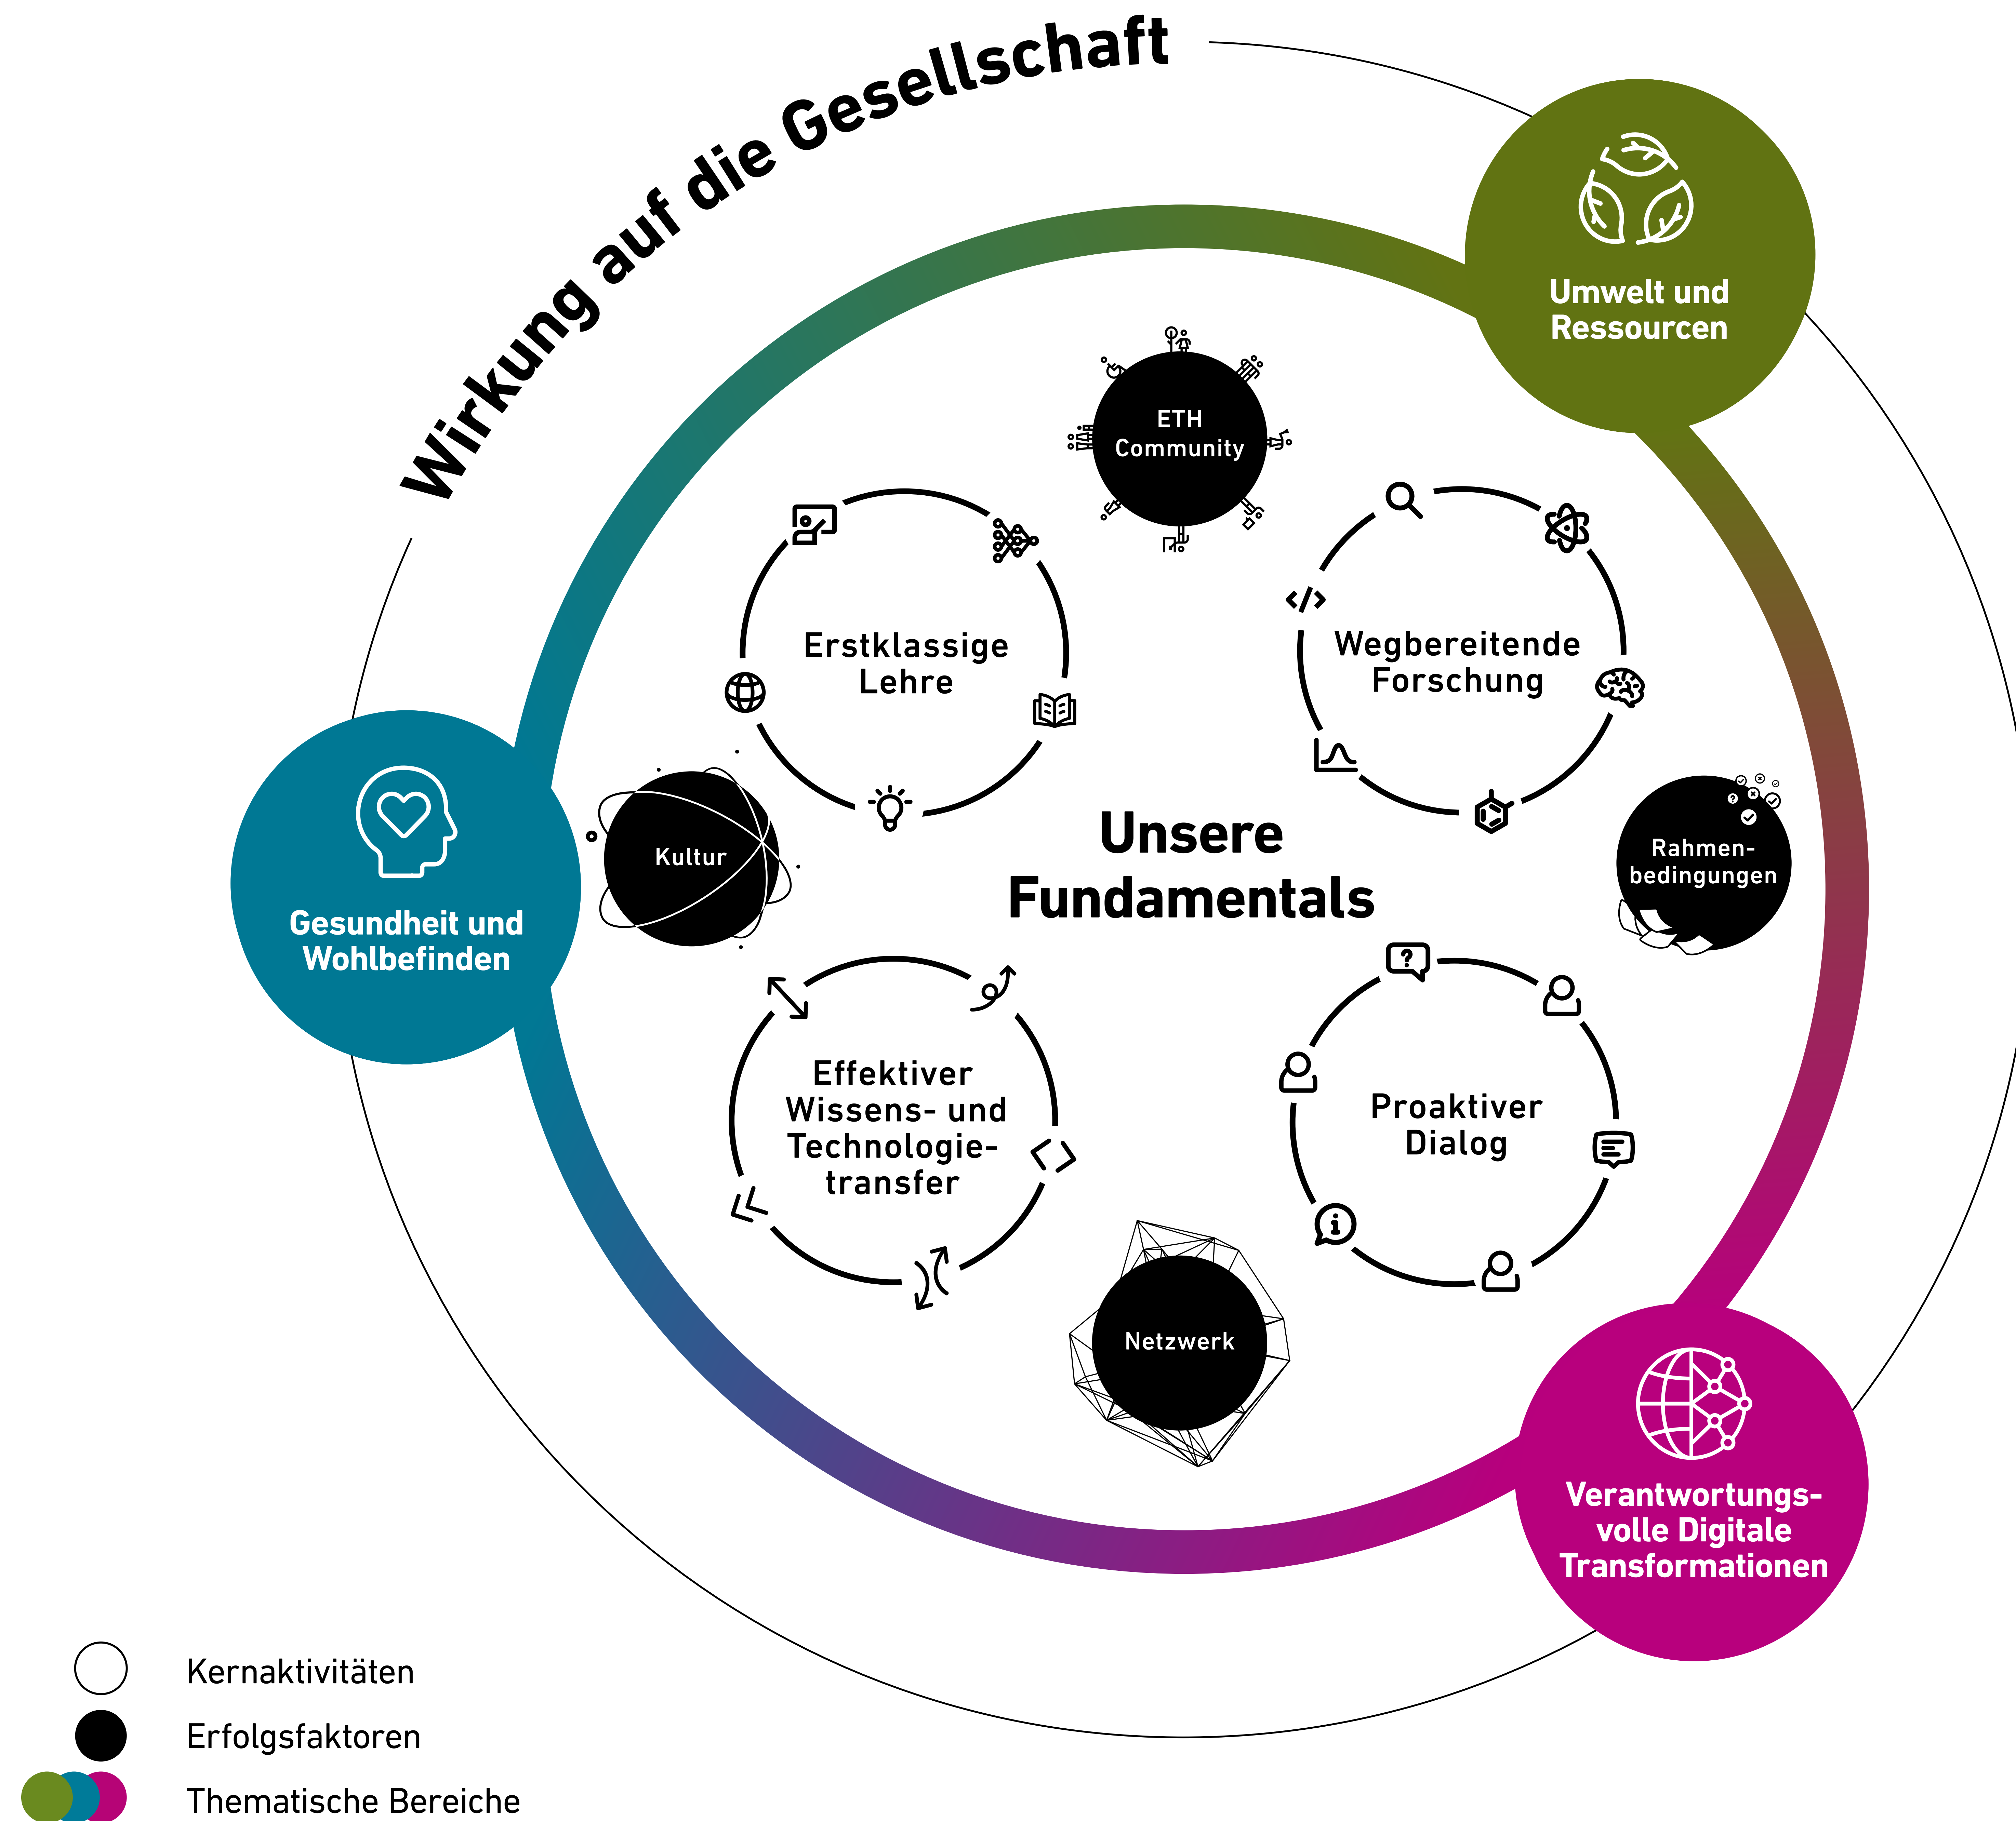 Wirkung auf die Gesellschaft
Umwelt und
Ressourcen
ETH
Community
Erstklassige
Lehre
Wegbereitende
Forschung
Unsere
Fundamentals
Kultur
Rahmen-
bedingungen
Gesundheit und
Wohlbefinden
Effektiver
Wissens- und
Technologie-
transfer
Proaktiver
Dialog
Netzwerk
Verantwortungs-
volle Digitale
Transformationen
Kernaktivitäten
Erfolgsfaktoren
Thematische Bereiche